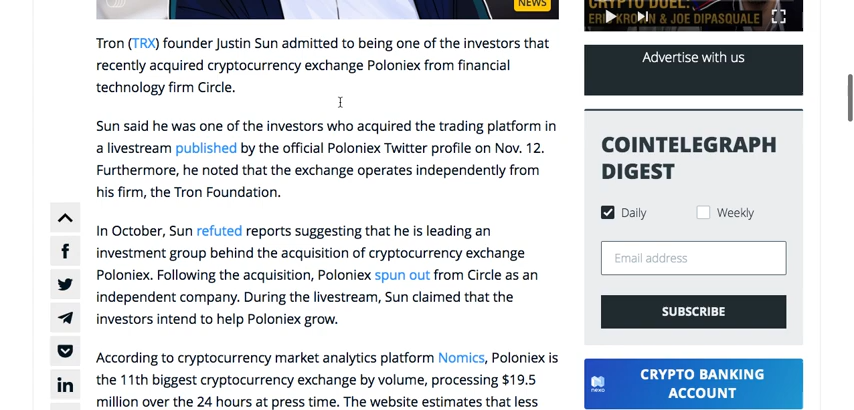 NEWS
Tron (TRX) founder Justin Sun admitted to being one of the investors that
recently acquired cryptocurrency exchange Poloniex from financial
technology firm Circle.
Sun said he was one of the investors who acquired the trading platform in
a livestream published by the official Poloniex Twitter profile on Nov. 12.
Furthermore, he noted that the exchange operates independently from
his firm, the Tron Foundation.
In October, Sun refuted reports suggesting that he is leading an
investment group behind the acquisition of cryptocurrency exchange
Poloniex. Following the acquisition, Poloniex spun out from Circle as an
independent company. During the livestream, Sun claimed that the
investors intend to help Poloniex grow.
According to cryptocurrency market analytics platform Nomics, Poloniex is
the 11th biggest cryptocurrency exchange by volume, processing $19.5
million over the 24 hours at press time. The website estimates that less
CRYPTO DUEL:
& JOE DIPASQUALE
Advertise with us
COINTELEGRAPH
DIGEST
Daily
Weekly
Email address
SUBSCRIBE
nexo
CRYPTO BANKING
ACCOUNT